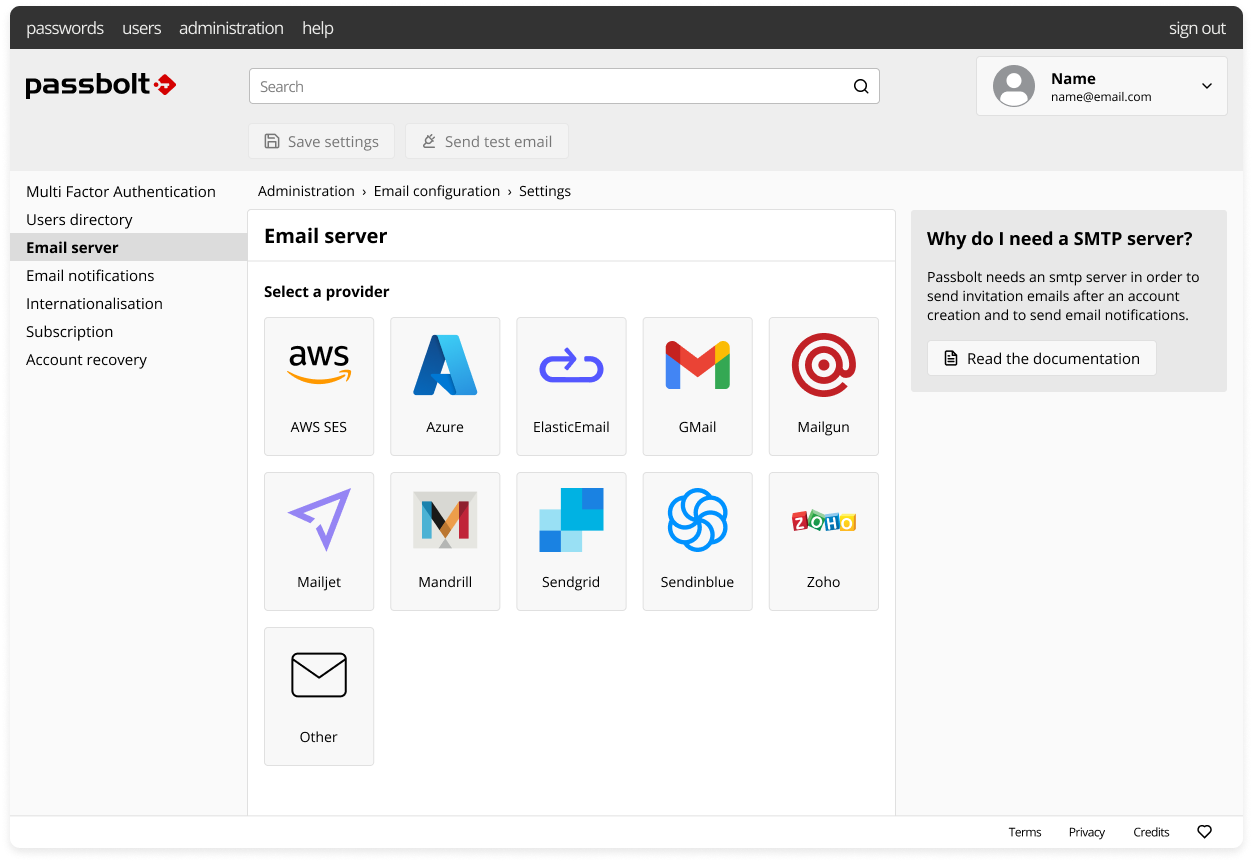 passwords users administration help sign out
passbolt
Search
Name
name@email.com
Save settings Send test email
Multi Factor Authentication
Users directory
Email server
Email notifications
Internationalisation
Subscription
Account recovery
Administration › Email configuration › Settings
Email server
Select a provider
aws
AWS SES Azure ElasticEmail GMail Mailgun
ZOHO
Mailjet Mandrill Sendgrid Sendinblue Zoho
Other
Why do I need a SMTP server?
Passbolt needs an smtp server in order to
send invitation emails after an account
creation and to send email notifications.
Read the documentation
Terms Privacy Credits